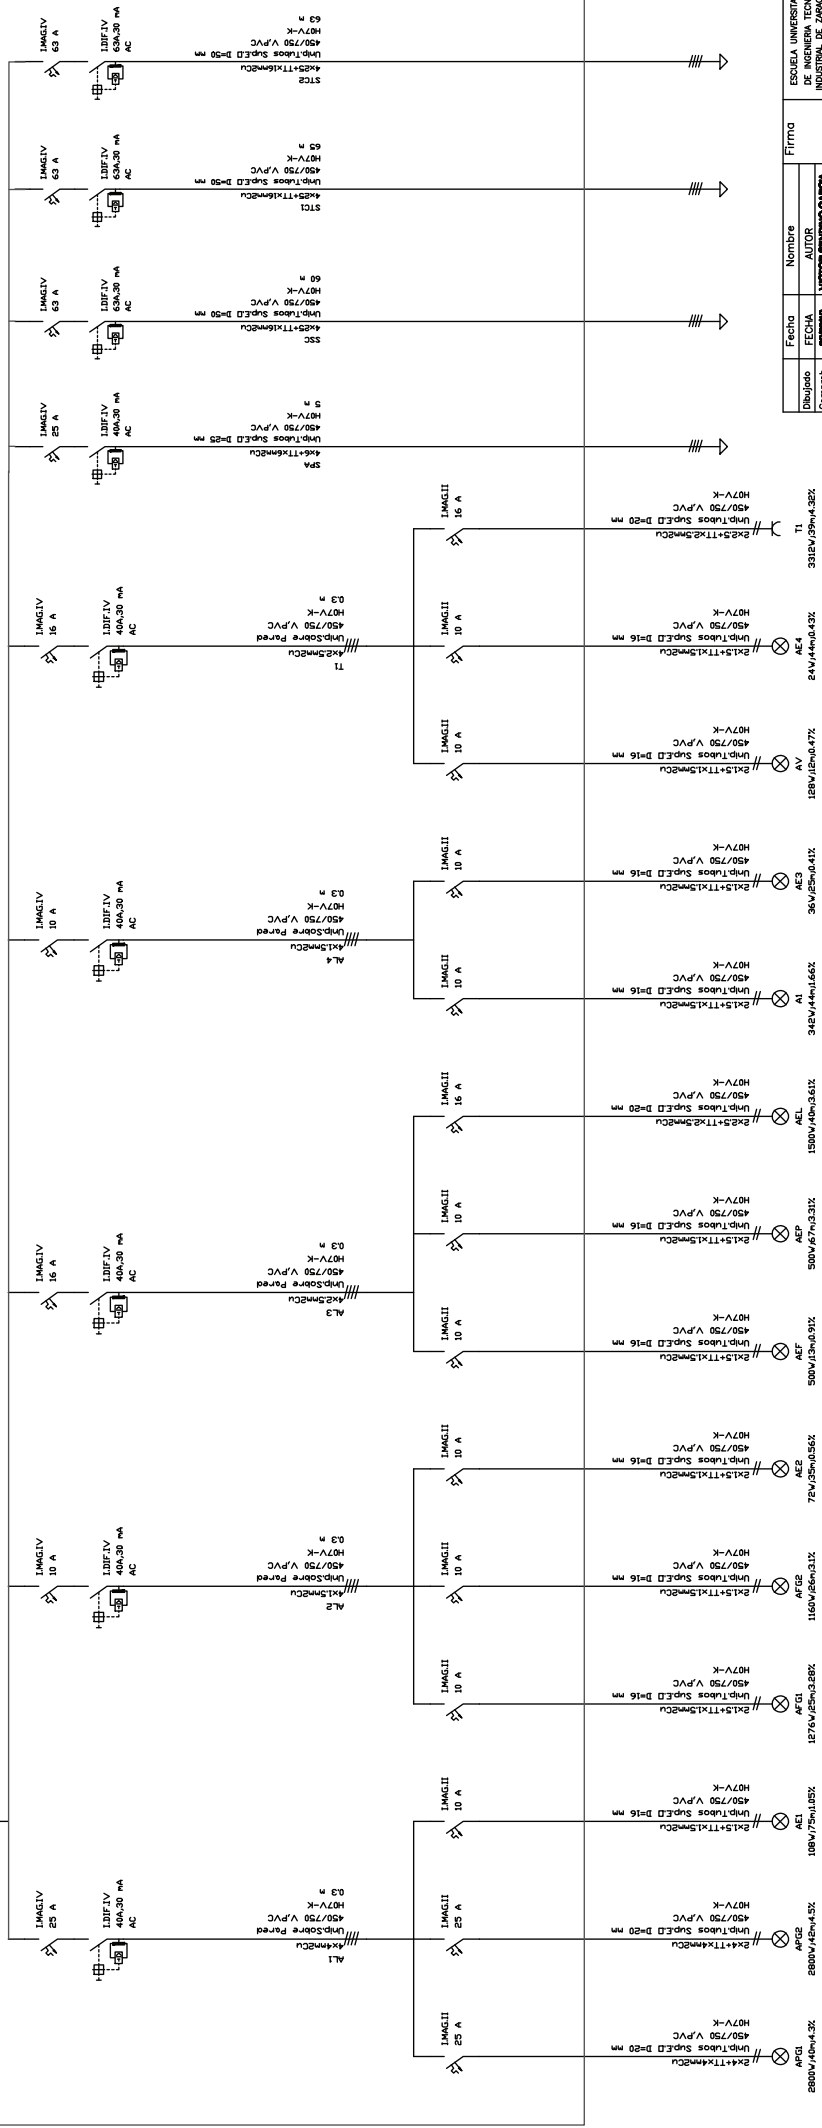 I.MAG.IV
63 A
I.DIF.IV
63A,30 mA
AC
STC2
4x25+TTx16mm2Cu
Unip.Tubos Sup.E.O D=50 mm
450/750 V,PVC
H07V-K
63 m
I.MAG.IV
63 A
I.DIF.IV
63A,30 mA
AC
STC1
4x25+TTx16mm2Cu
Unip.Tubos Sup.E.O D=50 mm
450/750 V,PVC
H07V-K
65 m
I.MAG.IV
63 A
I.DIF.IV
63A,30 mA
AC
SSC
4x25+TTx16mm2Cu
Unip.Tubos Sup.E.O D=50 mm
450/750 V,PVC
H07V-K
60 m
I.MAG.IV
25 A
I.DIF.IV
40A,30 mA
AC
SPA
4x6+TTx6mm2Cu
Unip.Tubos Sup.E.O D=25 mm
450/750 V,PVC
H07V-K
5 m
I.MAG.IV
16 A
I.DIF.IV
40A,30 mA
AC
T1
4x2.5mm2Cu
Unip.Sobre Pared
450/750 V,PVC
H07V-K
0.3 m
I.MAG.II
16 A
2x2.5+TTx2.5mm2Cu
Unip.Tubos Sup.E.O D=20 mm
450/750 V,PVC
H07V-K
T1
3312W;39m;4.32%
I.MAG.II
10 A
2x1.5+TTx1.5mm2Cu
Unip.Tubos Sup.E.O D=16 mm
450/750 V,PVC
H07V-K
AE4
24W;44m;0.43%
I.MAG.II
10 A
2x1.5+TTx1.5mm2Cu
Unip.Tubos Sup.E.O D=16 mm
450/750 V,PVC
H07V-K
AV
128W;12m;0.47%
I.MAG.IV
10 A
I.DIF.IV
40A,30 mA
AC
AL4
4x1.5mm2Cu
Unip.Sobre Pared
450/750 V,PVC
H07V-K
0.3 m
I.MAG.II
10 A
2x1.5+TTx1.5mm2Cu
Unip.Tubos Sup.E.O D=16 mm
450/750 V,PVC
H07V-K
AE3
36W;25m;0.41%
I.MAG.II
10 A
2x1.5+TTx1.5mm2Cu
Unip.Tubos Sup.E.O D=16 mm
450/750 V,PVC
H07V-K
A1
342W;44m;1.66%
I.MAG.IV
16 A
I.DIF.IV
40A,30 mA
AC
AL3
4x2.5mm2Cu
Unip.Sobre Pared
450/750 V,PVC
H07V-K
0.3 m
I.MAG.II
16 A
2x2.5+TTx2.5mm2Cu
Unip.Tubos Sup.E.O D=20 mm
450/750 V,PVC
H07V-K
AEL
1500W;40m;3.61%
I.MAG.II
10 A
2x1.5+TTx1.5mm2Cu
Unip.Tubos Sup.E.O D=16 mm
450/750 V,PVC
H07V-K
AEP
500W;67m;3.31%
I.MAG.II
10 A
2x1.5+TTx1.5mm2Cu
Unip.Tubos Sup.E.O D=16 mm
450/750 V,PVC
H07V-K
AEF
500W;13m;0.91%
I.MAG.IV
10 A
I.DIF.IV
40A,30 mA
AC
AL2
4x1.5mm2Cu
Unip.Sobre Pared
450/750 V,PVC
H07V-K
0.3 m
I.MAG.II
10 A
2x1.5+TTx1.5mm2Cu
Unip.Tubos Sup.E.O D=16 mm
450/750 V,PVC
H07V-K
AE2
72W;35m;0.56%
I.MAG.II
10 A
2x1.5+TTx1.5mm2Cu
Unip.Tubos Sup.E.O D=16 mm
450/750 V,PVC
H07V-K
AFG2
1160W;26m;3.1%
I.MAG.II
10 A
2x1.5+TTx1.5mm2Cu
Unip.Tubos Sup.E.O D=16 mm
450/750 V,PVC
H07V-K
AFG1
1276W;25m;3.28%
I.MAG.IV
25 A
I.DIF.IV
40A,30 mA
AC
AL1
4x4mm2Cu
Unip.Sobre Pared
450/750 V,PVC
H07V-K
0.3 m
I.MAG.II
10 A
2x1.5+TTx1.5mm2Cu
Unip.Tubos Sup.E.O D=16 mm
450/750 V,PVC
H07V-K
AE1
108W;75m;1.05%
I.MAG.II
25 A
2x4+TTx4mm2Cu
Unip.Tubos Sup.E.O D=20 mm
450/750 V,PVC
H07V-K
APG2
2800W;42m;4.5%
I.MAG.II
25 A
2x4+TTx4mm2Cu
Unip.Tubos Sup.E.O D=20 mm
450/750 V,PVC
H07V-K
APG1
2800W;40m;4.3%
Fecha Nombre Firma
Dibujado FECHA AUTOR
ESCUELA UNIVERSITA
DE INGENIERIA TECN
INDUSTRIAL DE ZARAG